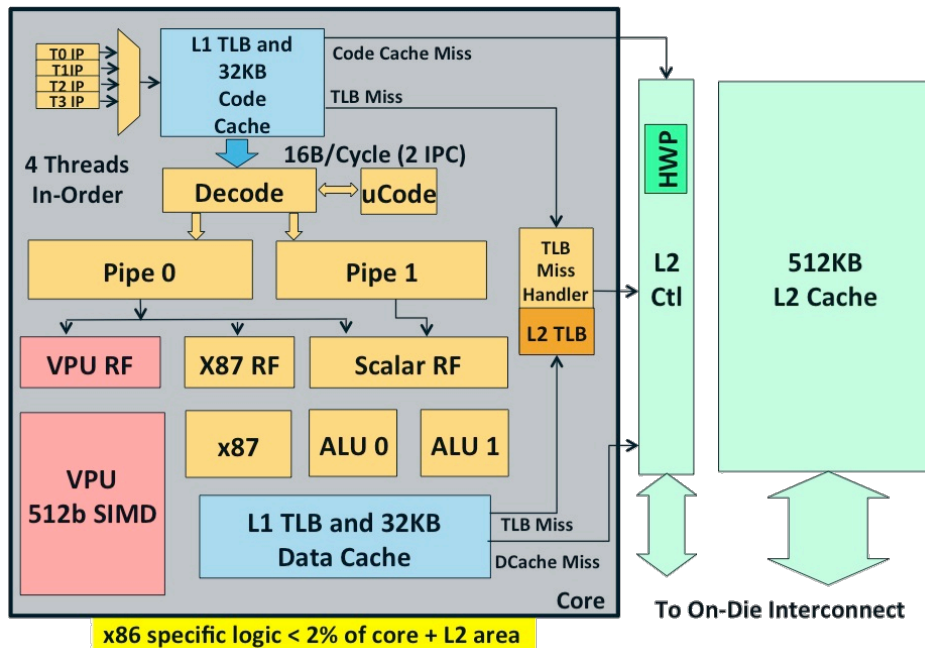 T0 IP
T1IP
T2 IP
T3 IP
L1 TLB and
32KB
Code
Cache
Code Cache Miss
TLB Miss
4 Threads
In-Order
16B/Cycle (2 IPC)
Decode
uCode
Pipe 0
Pipe 1
TLB
Miss
Handler
L2 TLB
HWP
L2
Ctl
512KB
L2 Cache
VPU RF
X87 RF
Scalar RF
VPU
512b SIMD
x87
ALU 0
ALU 1
L1 TLB and 32KB
Data Cache
TLB Miss
DCache Miss
Core
To On-Die Interconnect
x86 specific logic < 2% of core + L2 area